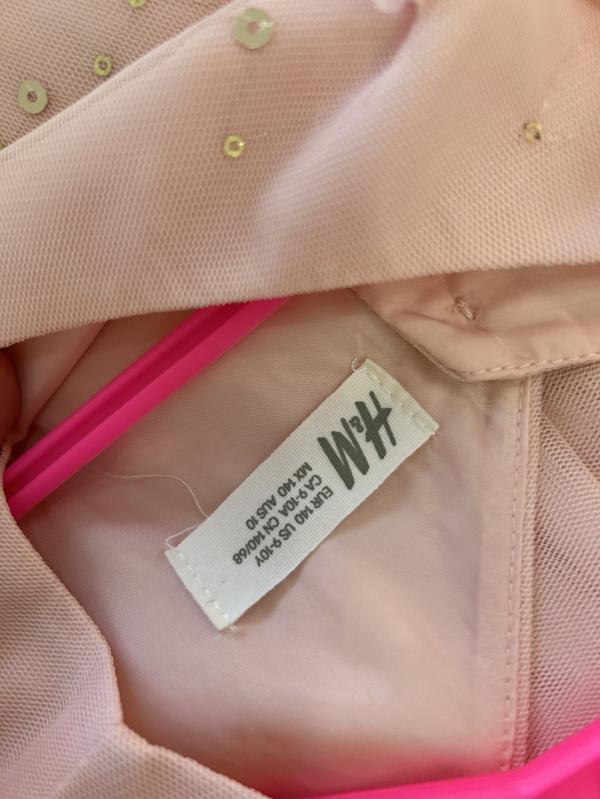 H&M
EUR 140 US 9-10Y
CA 9-10A CN 140/68
MX 140 AUS 10